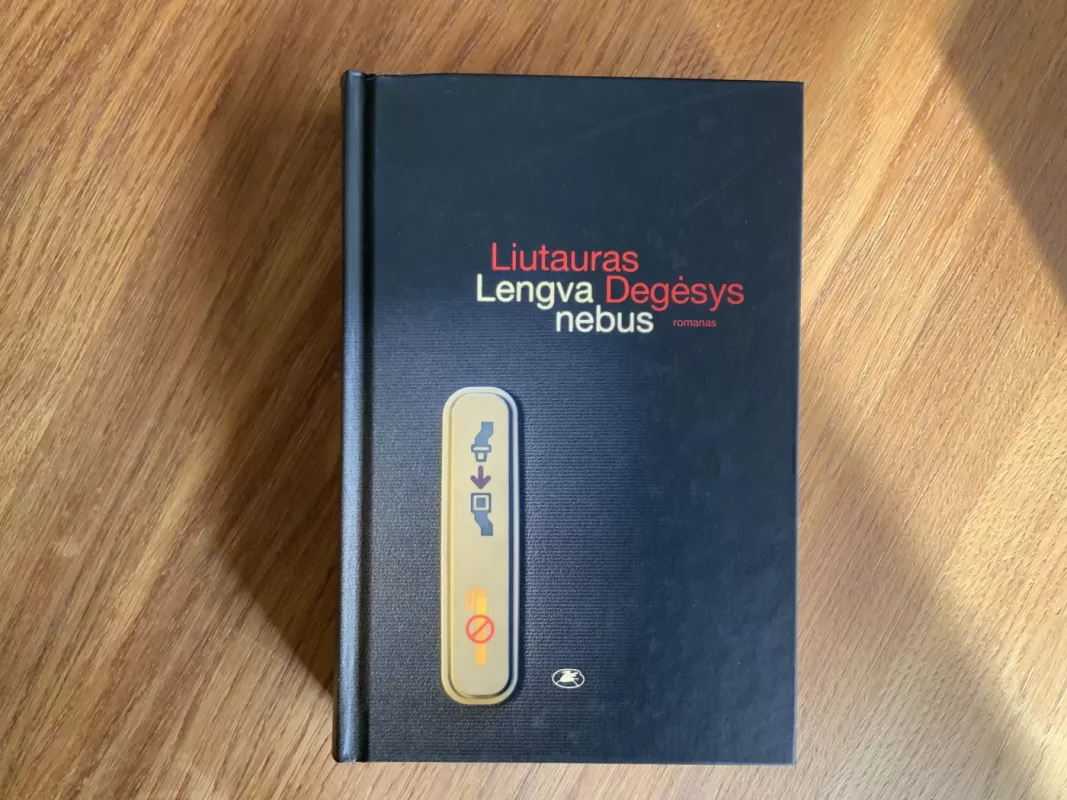 Liutauras
Lengva Degėsys
nebus romanas